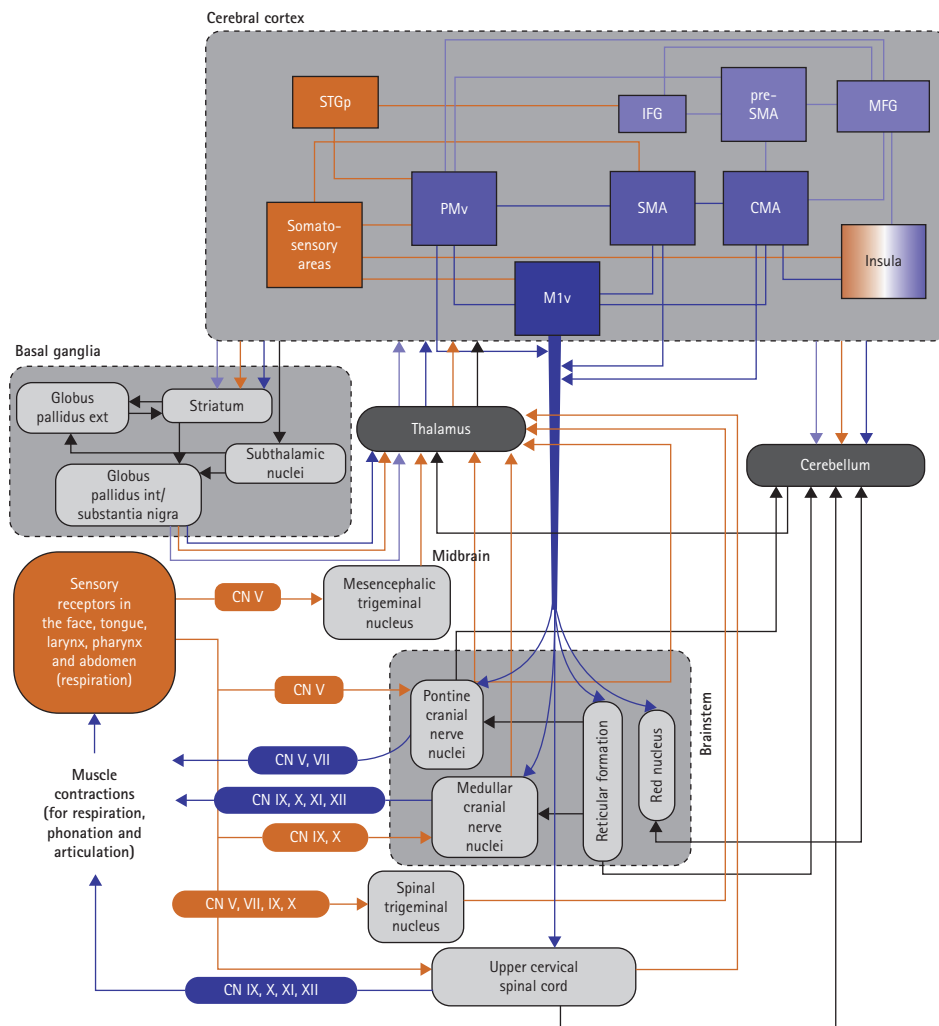 Cerebral cortex
STGp
IFG
pre-
SMA
MFG
PMv
SMA
CMA
Somato-
sensory
areas
Insula
M1v
Basal ganglia
Globus
pallidus ext
Striatum
Subthalamic
nuclei
Globus
pallidus int/
substantia nigra
Thalamus
Cerebellum
Midbrain
Sensory
receptors in
the face, tongue,
larynx, pharynx
and abdomen
(respiration)
CN V
Mesencephalic
trigeminal
nucleus
CN V
Pontine
cranial
nerve
nuclei
Reticular formation
Red nucleus
Brainstem
CN V, VII
Muscle
contractions
(for respiration,
phonation and
articulation)
CN IX, X, XI, XII
Medullar
cranial
nerve
nuclei
CN IX, X
CN V, VII, IX, X
Spinal
trigeminal
nucleus
Upper cervical
spinal cord
CN IX, X, XI, XII